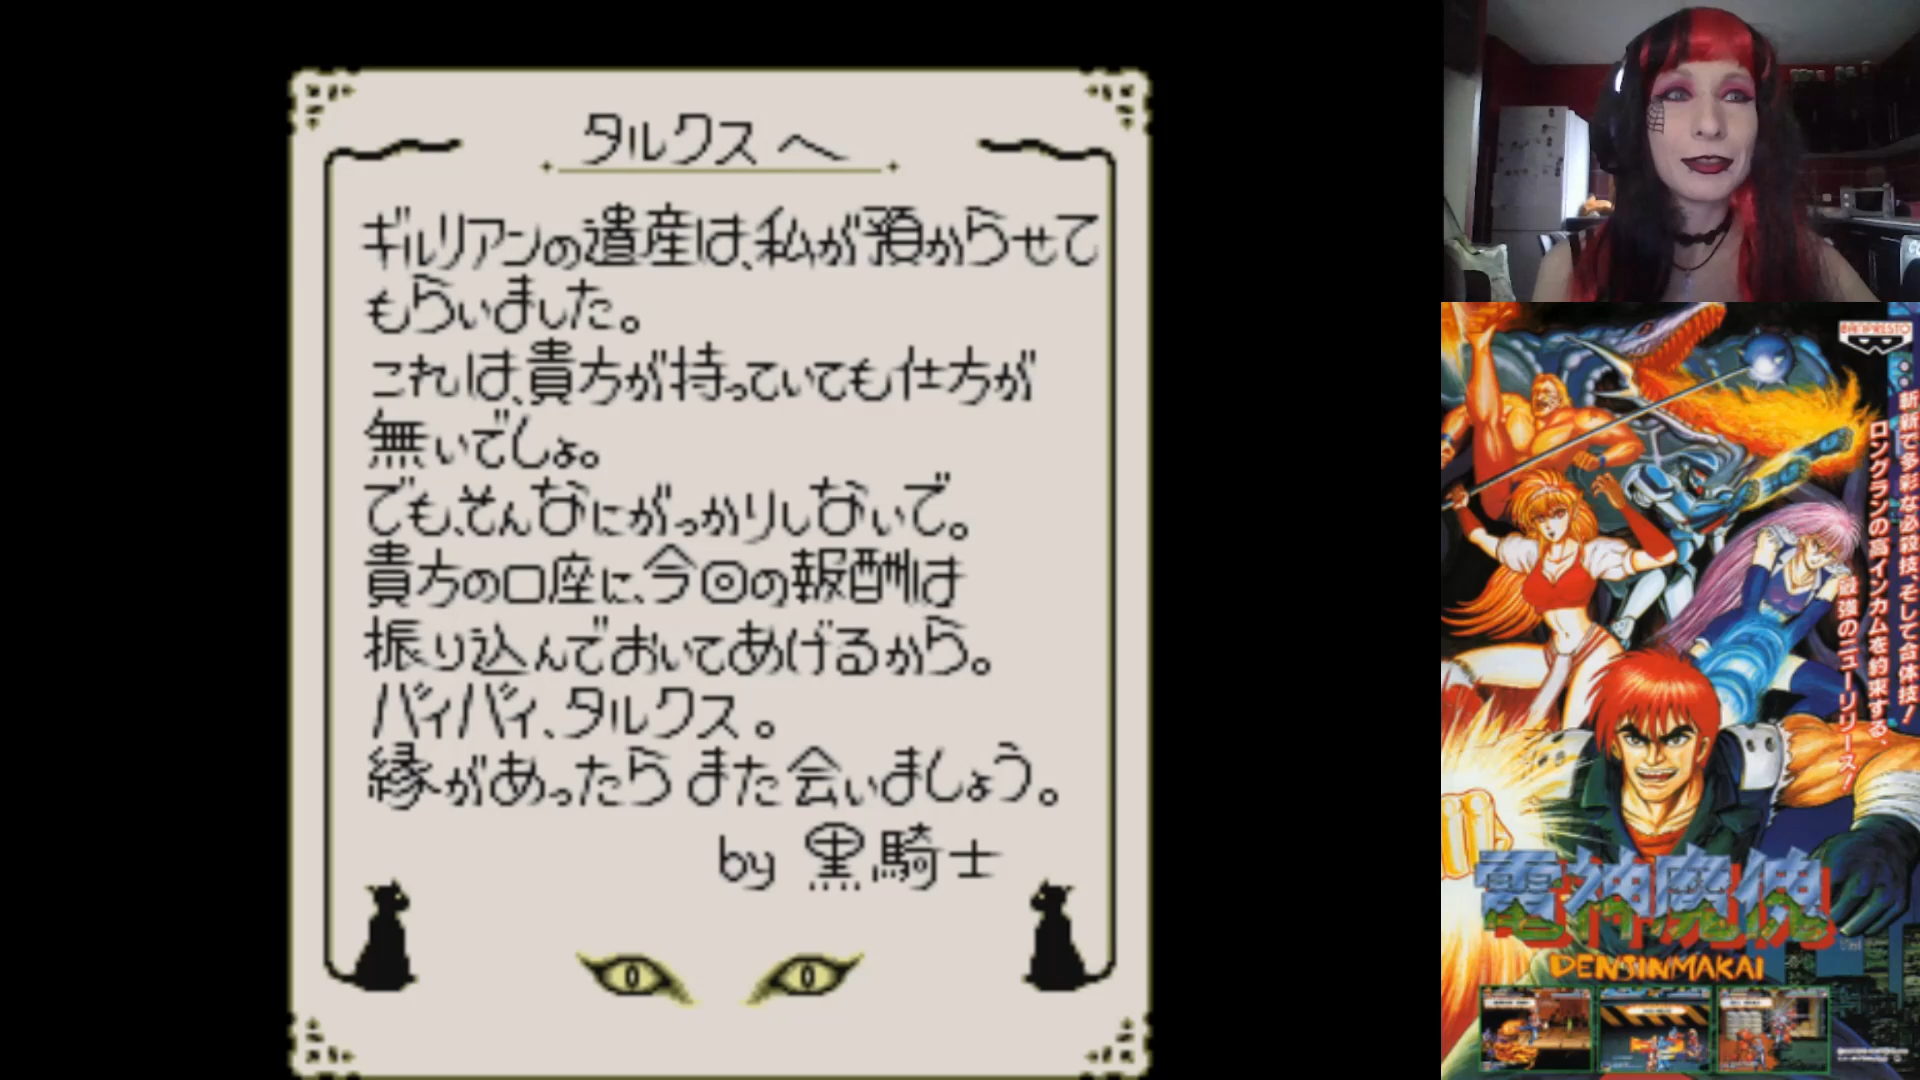 タルクスへ
ギルリアンの遺産は、私が預からせて
もらいました。
これは、貴方が持っていても仕方が
無いでしょ。
でも、そんなにがっかりしないで。
貴方の口座に、今回の報酬は
振り込んでおいてあげるから。
バィバィ、タルクス。
縁があったらまた会いましょう。
by 黒騎士
BANPRESTO
斬新で多彩な必殺技、そして合体技!
ロングランの高インカムを約束する、
最強のニューリリース!
雷神魔傀
DENSINMAKAI